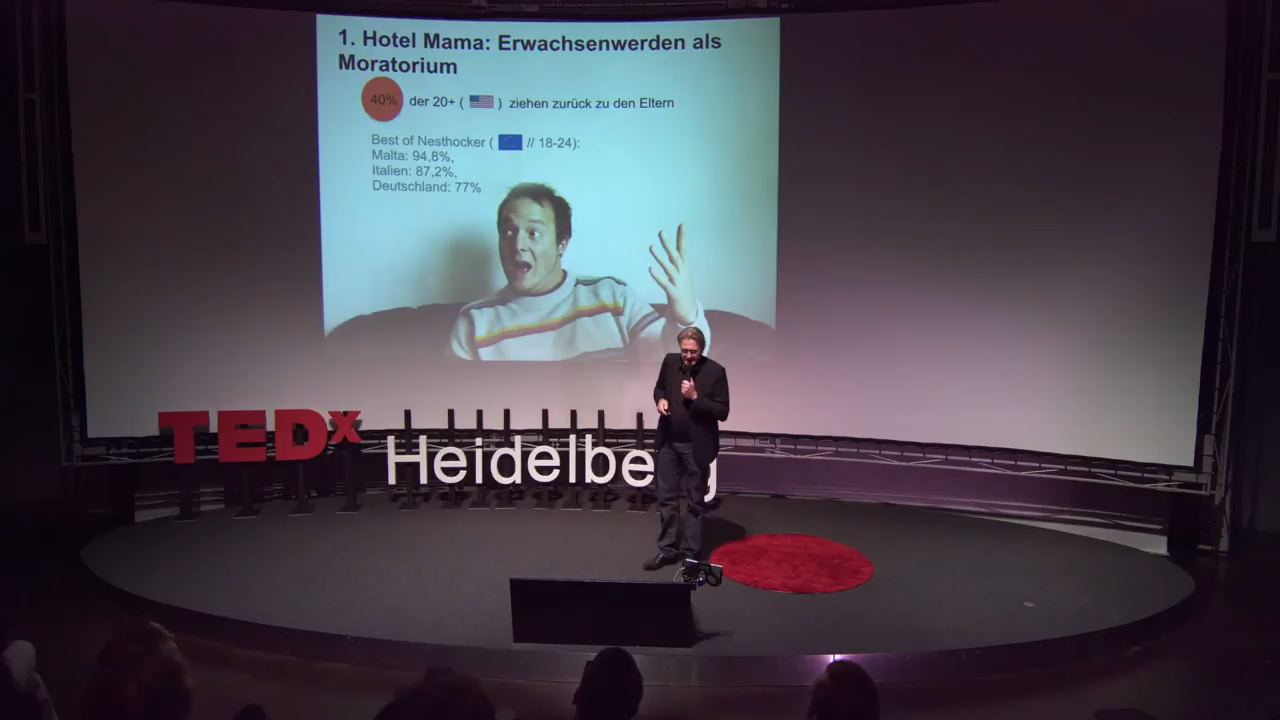 1. Hotel Mama: Erwachsenwerden als
Moratorium
40% der 20+ ( ) ziehen zurück zu den Eltern
Best of Nesthocker ( // 18-24):
Malta: 94,8%,
Italien: 87,2%,
Deutschland: 77%
TEDx
Heidelberg